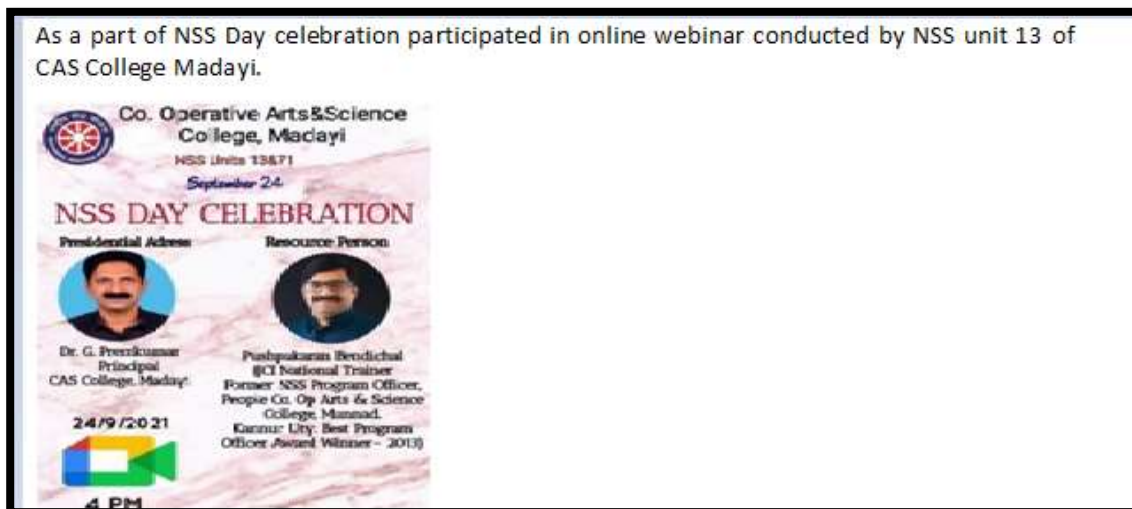 As a part of NSS Day celebration participated in online webinar conducted by NSS unit 13 of
CAS College Madayi.
Co. Operative Arts&Science
College, Madayi
NSS Units 13&71
September 24
NSS DAY CELEBRATION
Presidential Adress
Resource Person
Dr. G. Premkumar
Principal
CAS College, Madayi
Pushpakaran Bendichal
(JCI National Trainer
Former NSS Program Officer,
People Co. Op Arts & Science
College, Munnad.
Kannur Uty. Best Program
Officer Award Winner - 2013)
24/9/2021
4 PM